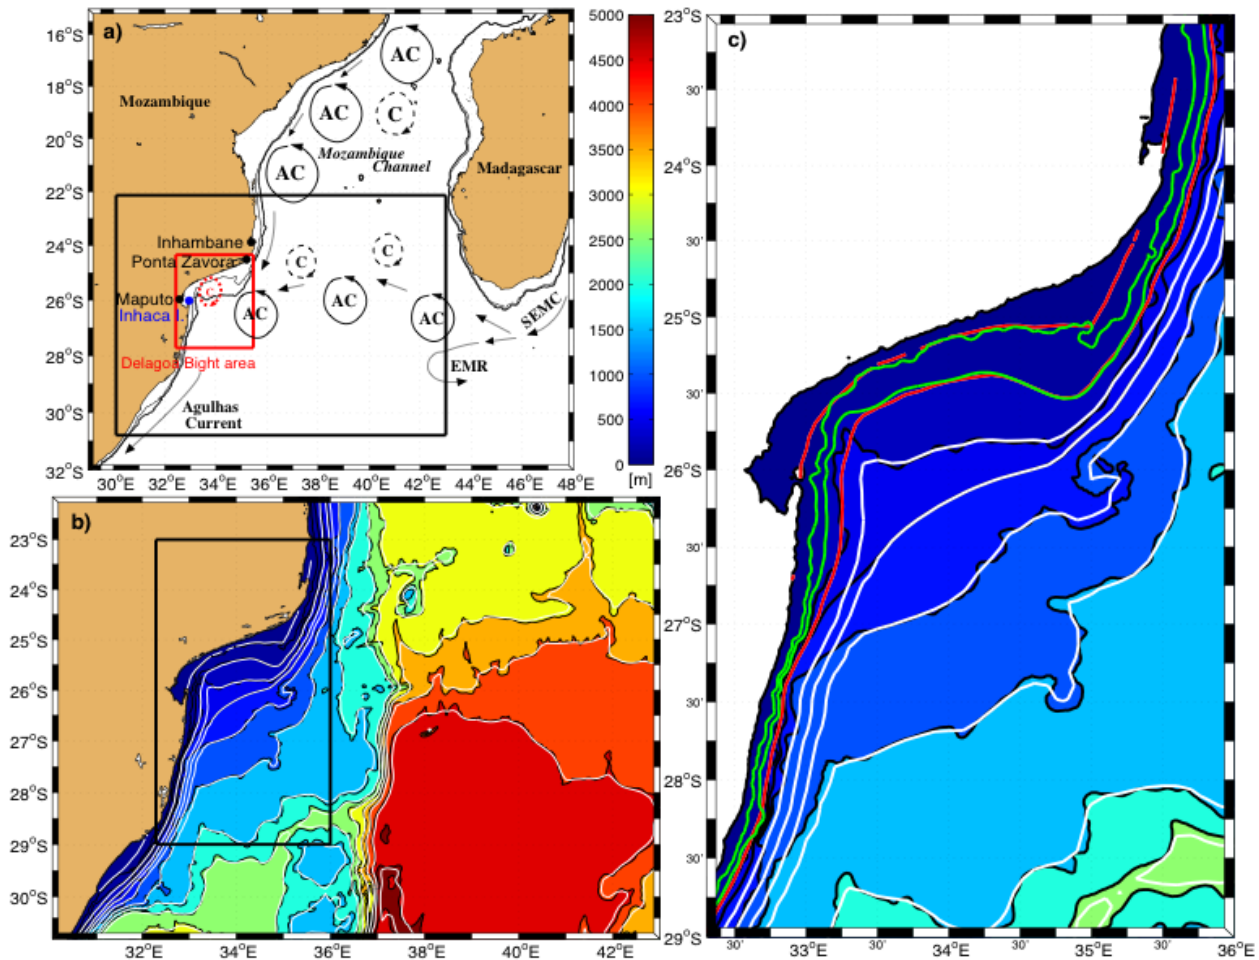 a)
16°S
18°S
20°S
22°S
24°S
26°S
28°S
30°S
32°S
30°E
32°E
34°E
36°E
38°E
40°E
42°E
44°E
46°E
48°E
Mozambique
AC
AC
C
AC
Mozambique
Channel
Madagascar
Inhambane
Ponta Zavora
C
C
Maputo
Inhaca I.
C
AC
AC
AC
SEMC
Delagoa Bight area
EMR
Agulhas
Current
5000
4500
4000
3500
3000
2500
2000
1500
1000
500
0
[m]
b)
23°S
24°S
25°S
26°S
27°S
28°S
29°S
30°S
32°E
34°E
36°E
38°E
40°E
42°E
c)
23°S
30'
24°S
30'
25°S
30'
26°S
30'
27°S
30'
28°S
30'
29°S
30'
33°E
30'
34°E
30'
35°E
30'
36°E